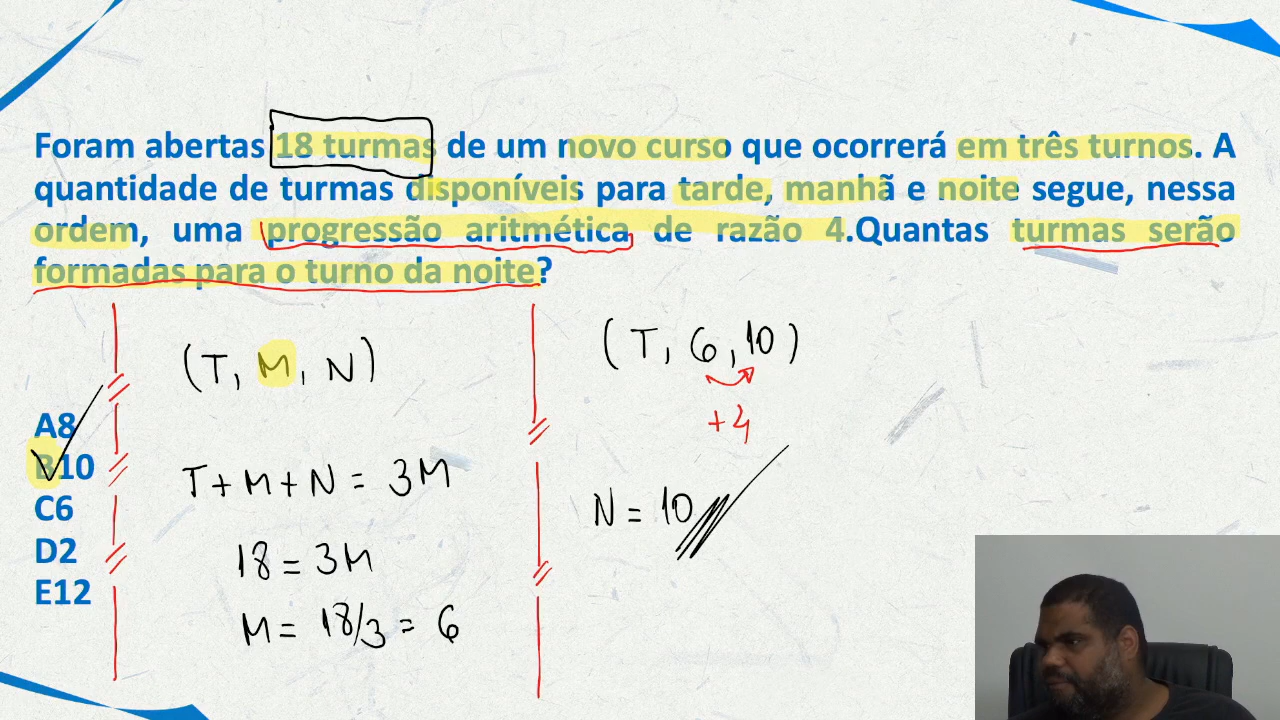 Foram abertas 18 turmas de um novo curso que ocorrerá em três turnos. A
quantidade de turmas disponíveis para tarde, manhã e noite segue, nessa
ordem, uma progressão aritmética de razão 4.Quantas turmas serão
formadas para o turno da noite?
A8
B10
C6
D2
E12
(T, M, N)
T+M+N = 3M
18 = 3M
M = 18/3 = 6
(T, 6, 10)
+4
N = 10